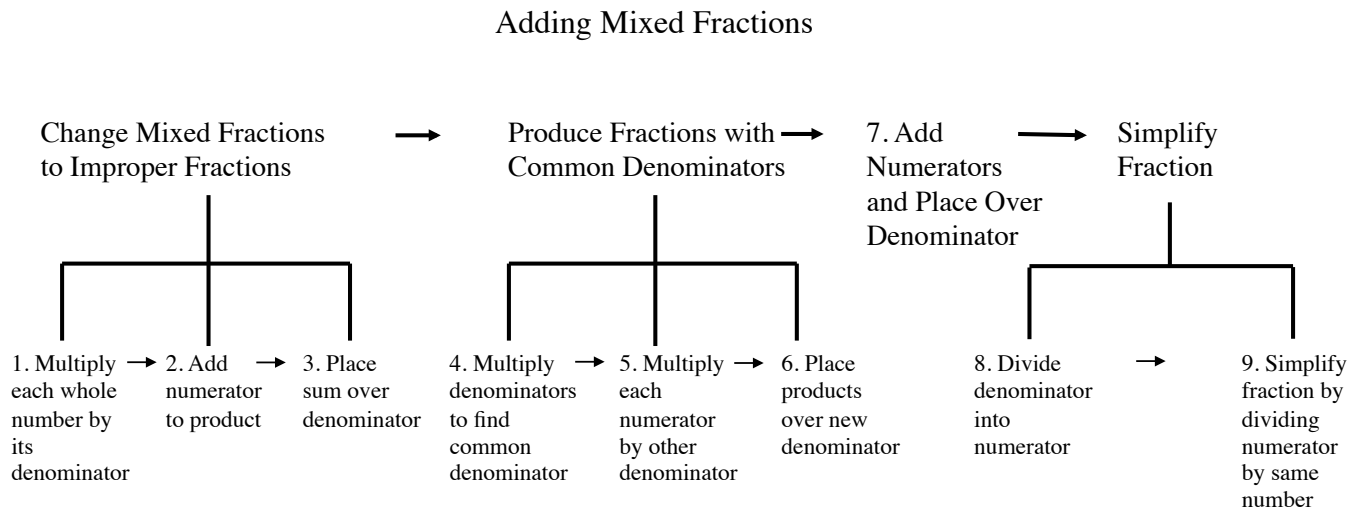 Adding Mixed Fractions
Change Mixed Fractions
to Improper Fractions
Produce Fractions with
Common Denominators
7. Add
Numerators
and Place Over
Denominator
Simplify
Fraction
1. Multiply
each whole
number by
its
denominator
2. Add
numerator
to product
3. Place
sum over
denominator
4. Multiply
denominators
to find
common
denominator
5. Multiply
each
numerator
by other
denominator
6. Place
products
over new
denominator
8. Divide
denominator
into
numerator
9. Simplify
fraction by
dividing
numerator
by same
number